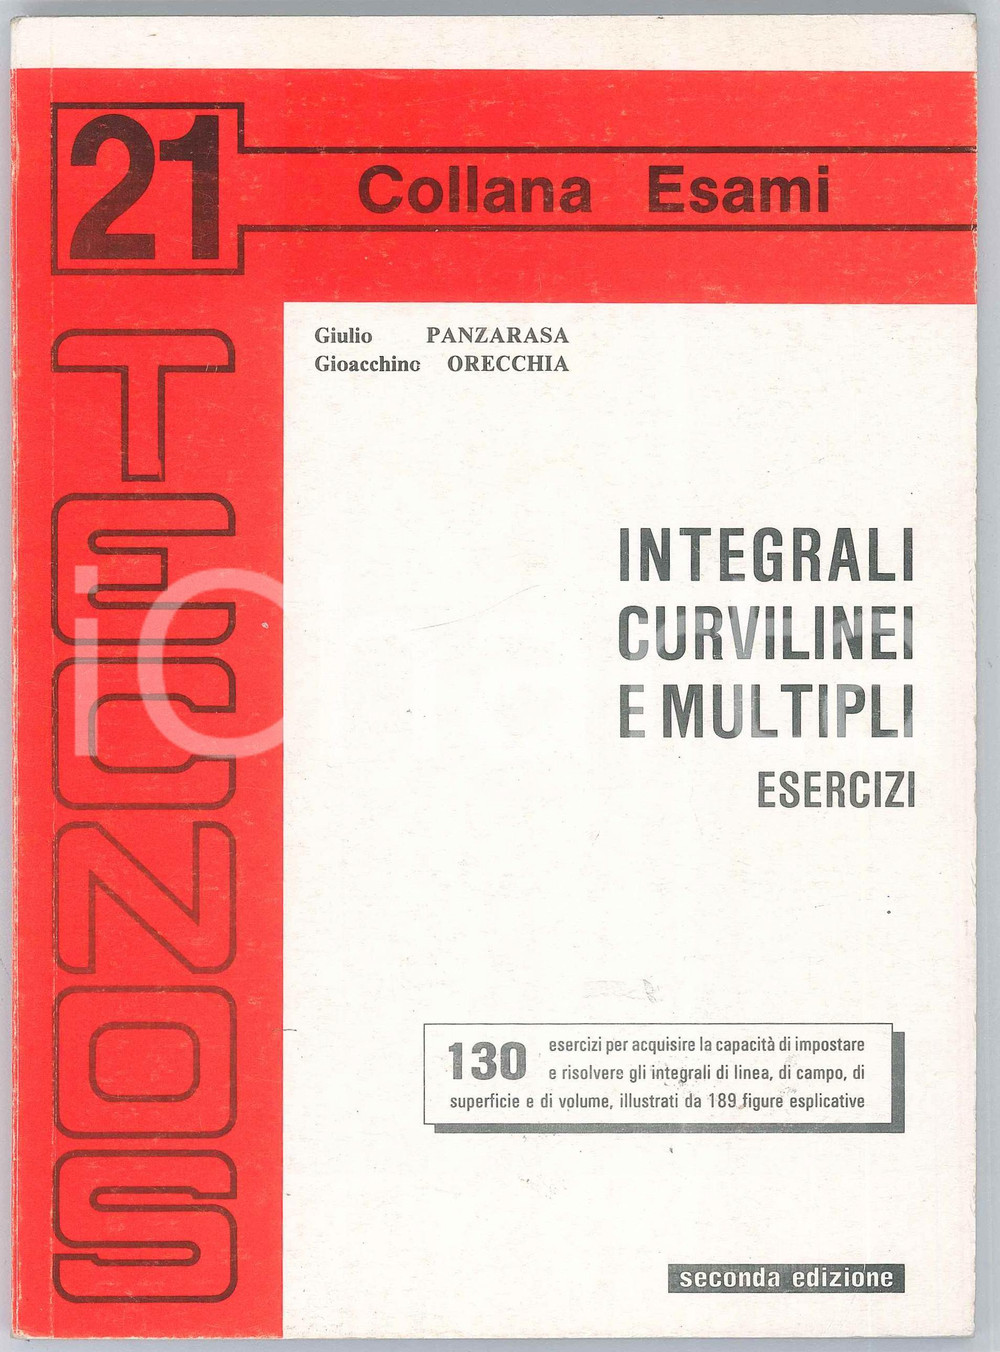 21
Collana Esami
TECNOS
Giulio PANZARASA
Gioacchino ORECCHIA
INTEGRALI
CURVILINEI
E MULTIPLI
ESERCIZI
130 esercizi per acquisire la capacità di impostare
e risolvere gli integrali di linea, di campo, di
superficie e di volume, illustrati da 189 figure esplicative
seconda edizione